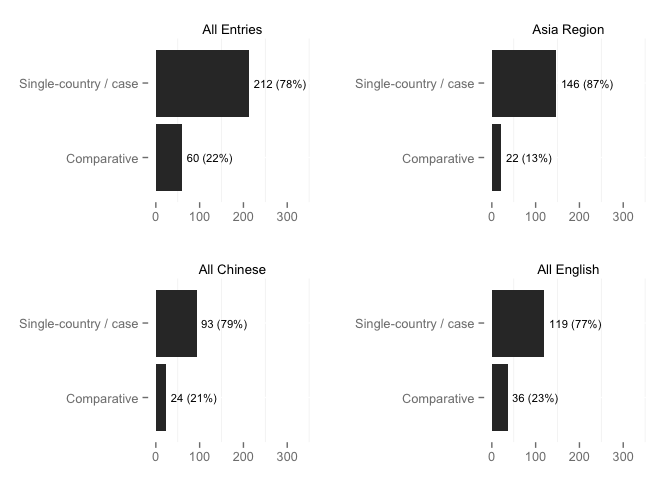 All Entries
Single-country / case
212 (78%)
Comparative
60 (22%)
0 100 200 300
Asia Region
Single-country / case
146 (87%)
Comparative
22 (13%)
0 100 200 300
All Chinese
Single-country / case
93 (79%)
Comparative
24 (21%)
0 100 200 300
All English
Single-country / case
119 (77%)
Comparative
36 (23%)
0 100 200 300